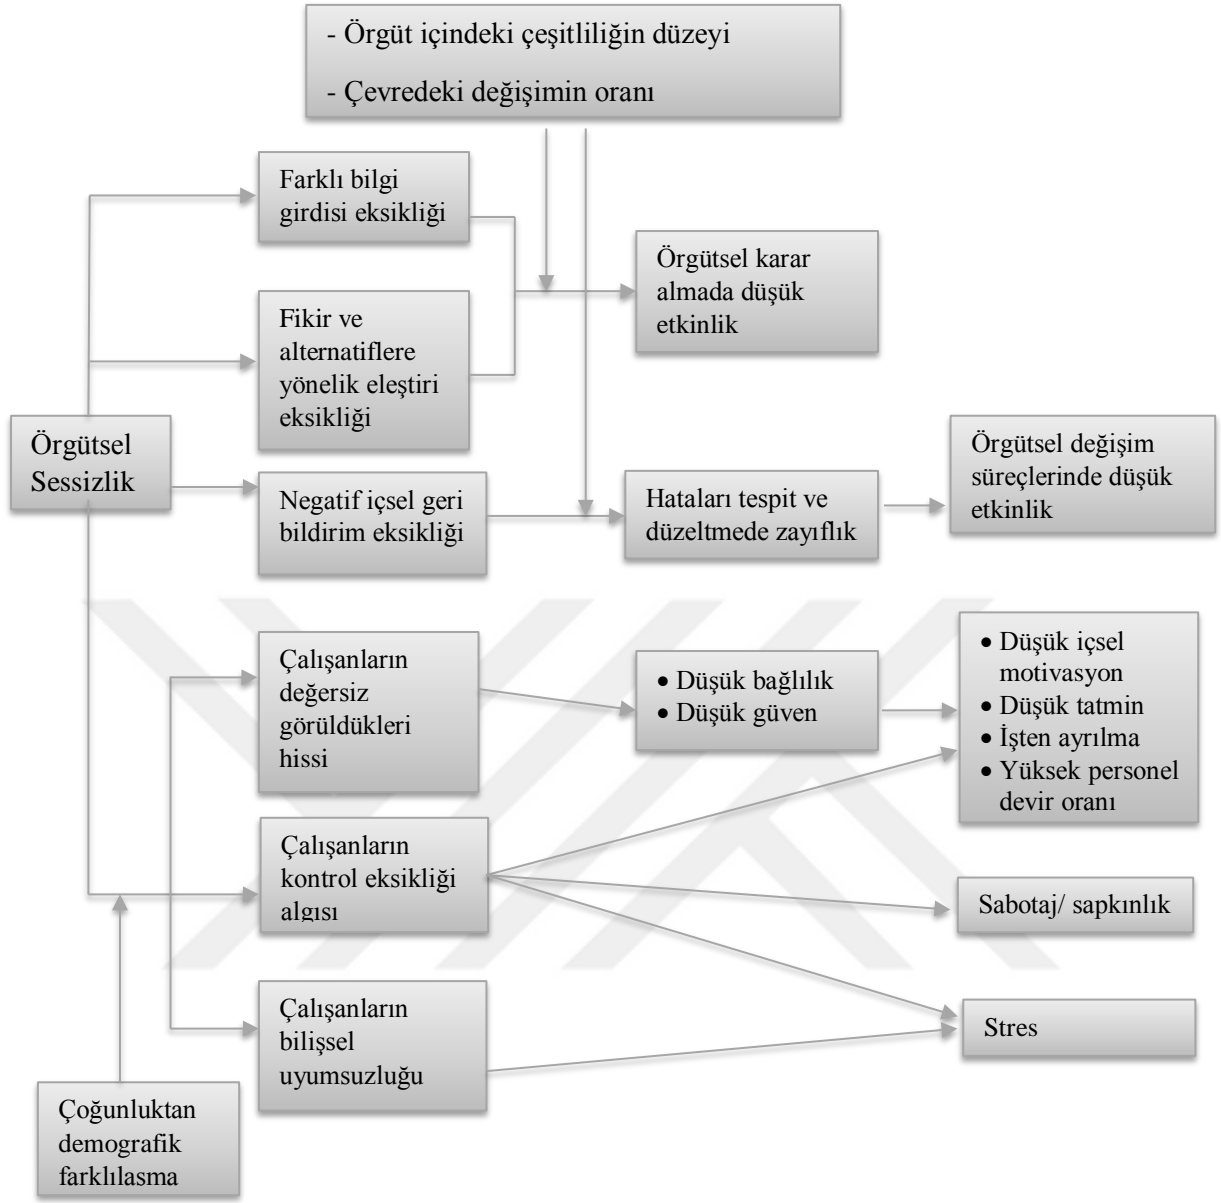 - Örgüt içindeki çeşitliliğin düzeyi
- Çevredeki değişimin oranı
Farklı bilgi
girdisi eksikliği
Örgütsel karar
almada düşük
etkinlik
Fikir ve
alternatiflere
yönelik eleştiri
eksikliği
Örgütsel
Sessizlik
Örgütsel değişim
süreçlerinde düşük
etkinlik
Negatif içsel geri
bildirim eksikliği
Hataları tespit ve
düzeltmede zayıflık
Çalışanların
değersiz
görüldükleri
hissi
• Düşük bağlılık
• Düşük güven
• Düşük içsel
motivasyon
• Düşük tatmin
• İşten ayrılma
• Yüksek personel
devir oranı
Çalışanların
kontrol eksikliği
algısı
Sabotaj/ sapkınlık
Çalışanların
bilişsel
uyumsuzluğu
Stres
Çoğunluktan
demografik
farklılasma